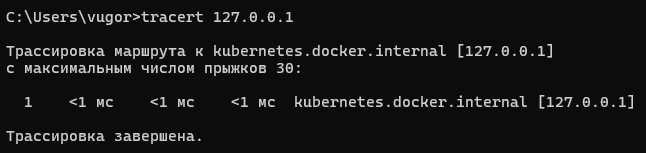 C:\Users\vugor>tracert 127.0.0.1
Трассировка маршрута к kubernetes.docker.internal [127.0.0.1]
с максимальным числом прыжков 30:
1 <1 мс <1 мс <1 мс kubernetes.docker.internal [127.0.0.1]
Трассировка завершена.